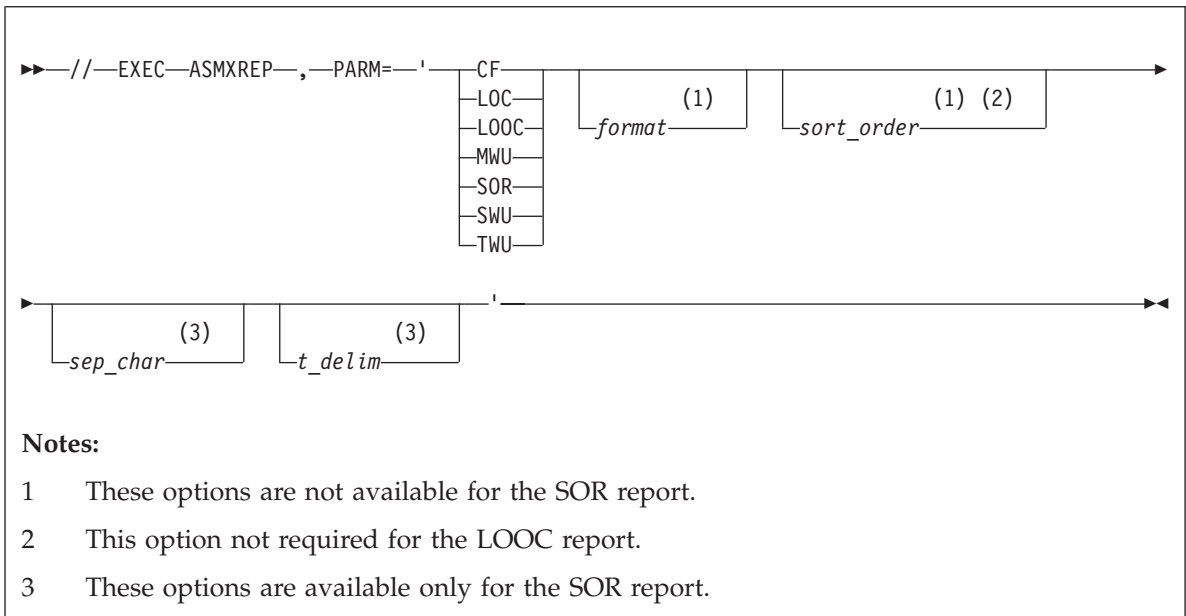 // EXEC ASMXREP , PARM= ' CF
LOC (1) (1) (2)
LOOC format sort_order
MWU
SOR
SWU
TWU
'
(3) (3)
sep_char t_delim
Notes:
1 These options are not available for the SOR report.
2 This option not required for the LOOC report.
3 These options are available only for the SOR report.